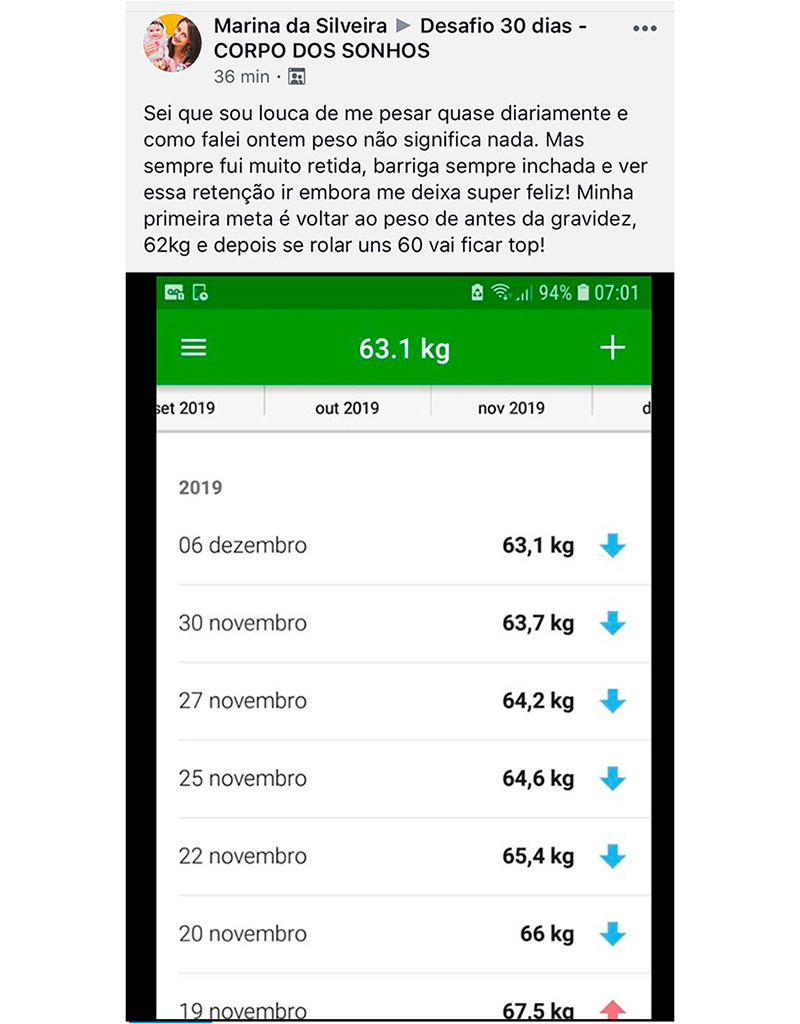 Marina da Silveira ▶ Desafio 30 dias -
CORPO DOS SONHOS
36 min ·
Sei que sou louca de me pesar quase diariamente e
como falei ontem peso não significa nada. Mas
sempre fui muito retida, barriga sempre inchada e ver
essa retenção ir embora me deixa super feliz! Minha
primeira meta é voltar ao peso de antes da gravidez,
62kg e depois se rolar uns 60 vai ficar top!
94% 07:01
63.1 kg
set 2019 out 2019 nov 2019 d
2019
06 dezembro 63,1 kg
30 novembro 63,7 kg
27 novembro 64,2 kg
25 novembro 64,6 kg
22 novembro 65,4 kg
20 novembro 66 kg
19 novembro 67,5 kg